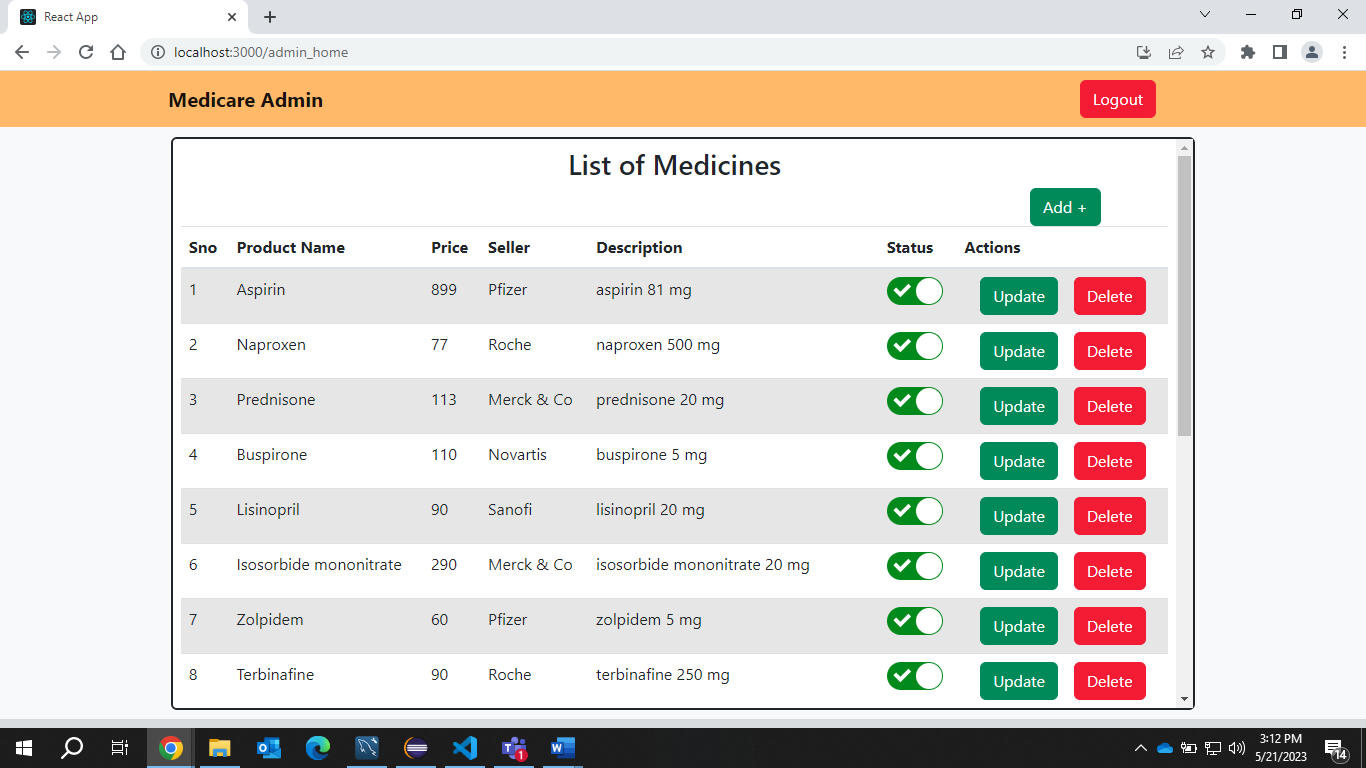 React App
localhost:3000/admin_home
Medicare Admin
Logout
List of Medicines
Add +
Sno Product Name Price Seller Description Status Actions
1 Aspirin 899 Pfizer aspirin 81 mg Update Delete
2 Naproxen 77 Roche naproxen 500 mg Update Delete
3 Prednisone 113 Merck & Co prednisone 20 mg Update Delete
4 Buspirone 110 Novartis buspirone 5 mg Update Delete
5 Lisinopril 90 Sanofi lisinopril 20 mg Update Delete
6 Isosorbide mononitrate 290 Merck & Co isosorbide mononitrate 20 mg Update Delete
7 Zolpidem 60 Pfizer zolpidem 5 mg Update Delete
8 Terbinafine 90 Roche terbinafine 250 mg Update Delete
1
3:12 PM
5/21/2023
14